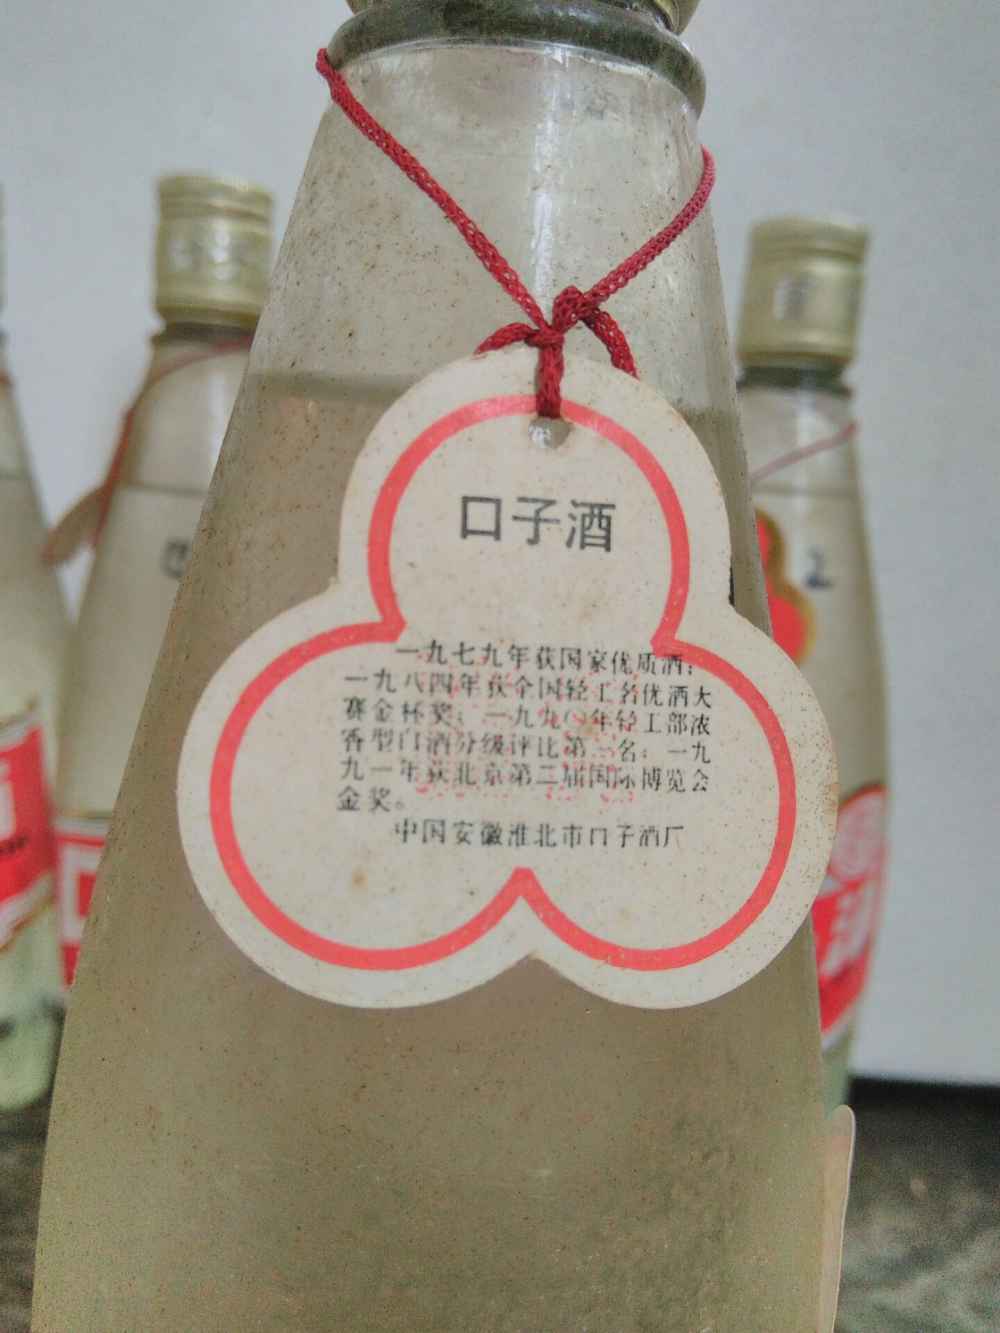 口子酒
一九七九年获国家优质酒；
一九八四年获全国轻工名优酒大
赛金杯奖；一九九〇年轻工部浓
香型白酒分级评比第一名；一九
九一年获北京第二届国际博览会
金奖。
中国安徽淮北市口子酒厂